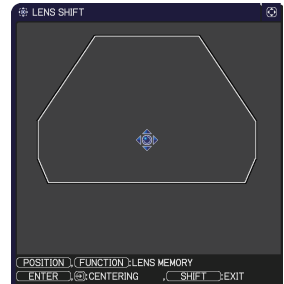 LENS SHIFT
POSITION , FUNCTION :LENS MEMORY
ENTER , :CENTERING , SHIFT :EXIT